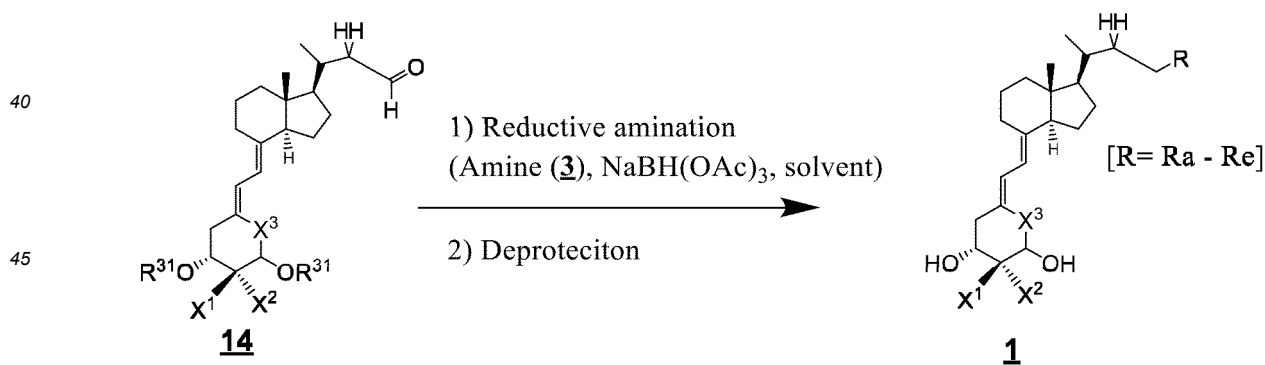 HH
O
H
H
X³
R³¹O
OR³¹
X¹
X²
14
40
45
1) Reductive amination
(Amine (3), NaBH(OAc)₃, solvent)
2) Deproteciton
HH
R
H
[R= Ra - Re]
X³
HO
OH
X¹
X²
1